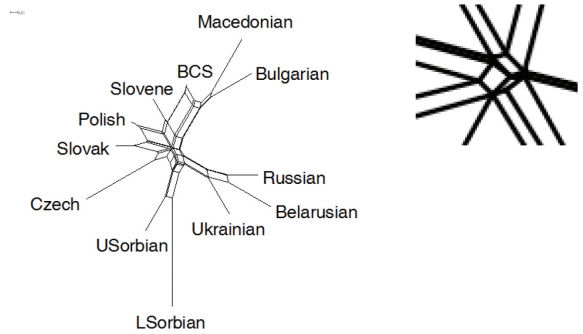 Macedonian
BCS
Bulgarian
Slovene
Polish
Slovak
Russian
Czech
Belarusian
Ukrainian
USorbian
LSorbian